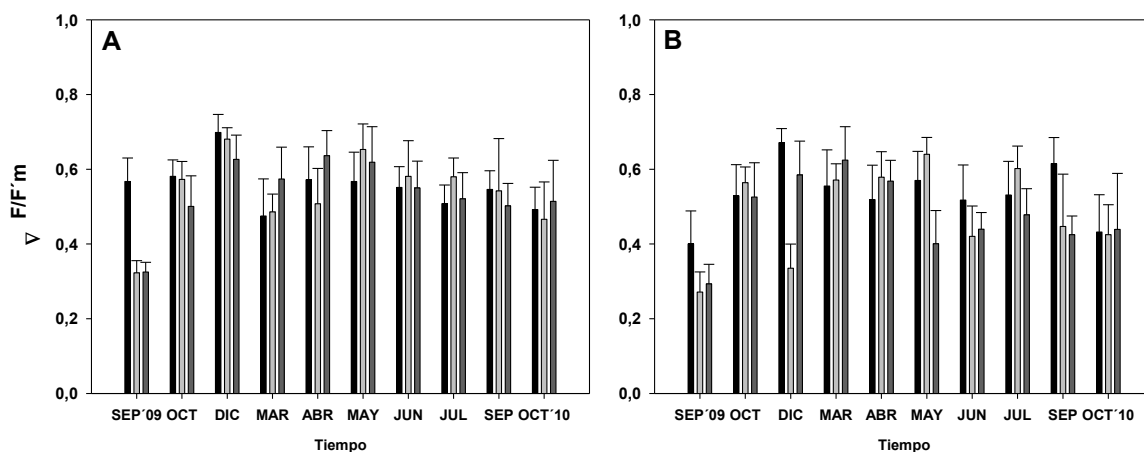 A
B
1,0
0,8
0,6
0,4
0,2
0,0
∇ F/F´m
SEP´09 OCT DIC MAR ABR MAY JUN JUL SEP OCT´10
Tiempo
1,0
0,8
0,6
0,4
0,2
0,0
SEP´09 OCT DIC MAR ABR MAY JUN JUL SEP OCT´10
Tiempo